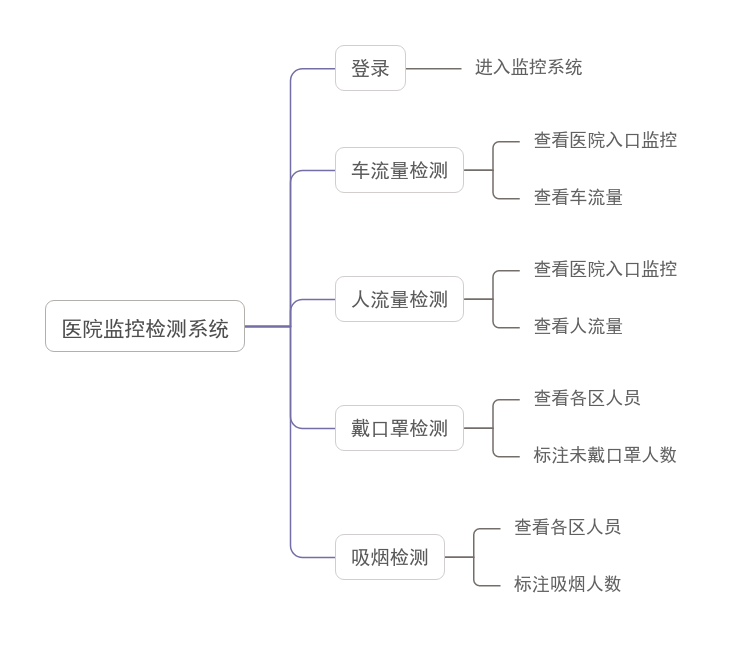 登录
进入监控系统
查看医院入口监控
车流量检测
查看车流量
查看医院入口监控
人流量检测
查看人流量
医院监控检测系统
查看各区人员
戴口罩检测
标注未戴口罩人数
查看各区人员
吸烟检测
标注吸烟人数